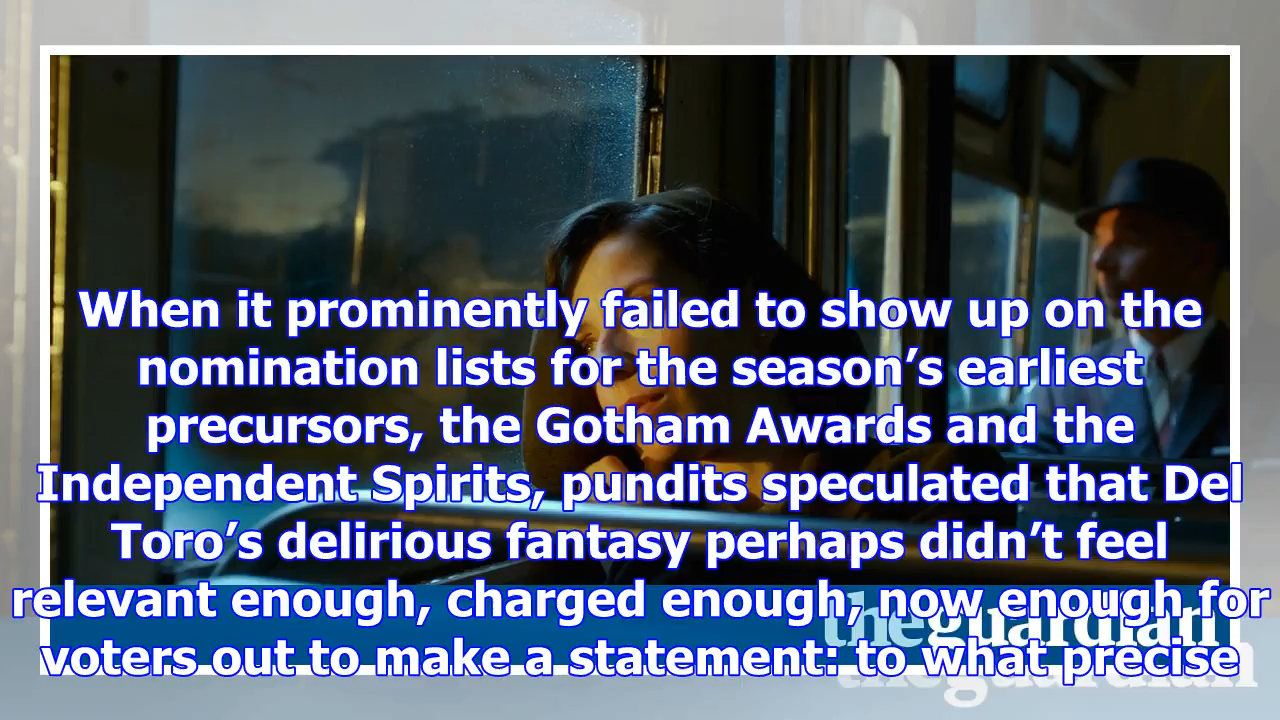 When it prominently failed to show up on the
nomination lists for the season’s earliest
precursors, the Gotham Awards and the
Independent Spirits, pundits speculated that Del
Toro’s delirious fantasy perhaps didn’t feel
relevant enough, charged enough, now enough for
voters out to make a statement: to what precise
theguardian
theguardian